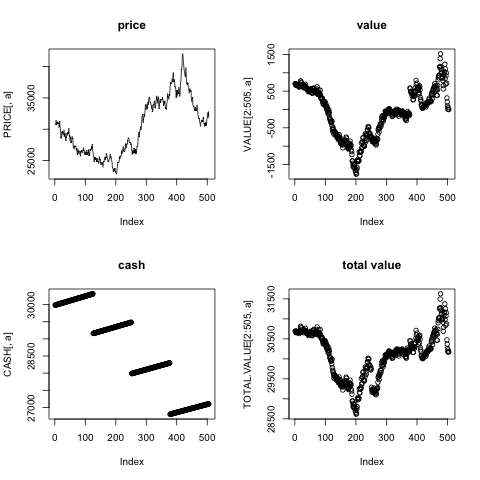 price
PRICE[, a]
25000 35000
0 100 200 300 400 500
Index
value
VALUE[2:505, a]
-1500 -500 500 1500
0 100 200 300 400 500
Index
cash
CASH[, a]
27000 28500 30000
0 100 200 300 400 500
Index
total value
TOTAL.VALUE[2:505, a]
28500 29500 30500 31500
0 100 200 300 400 500
Index